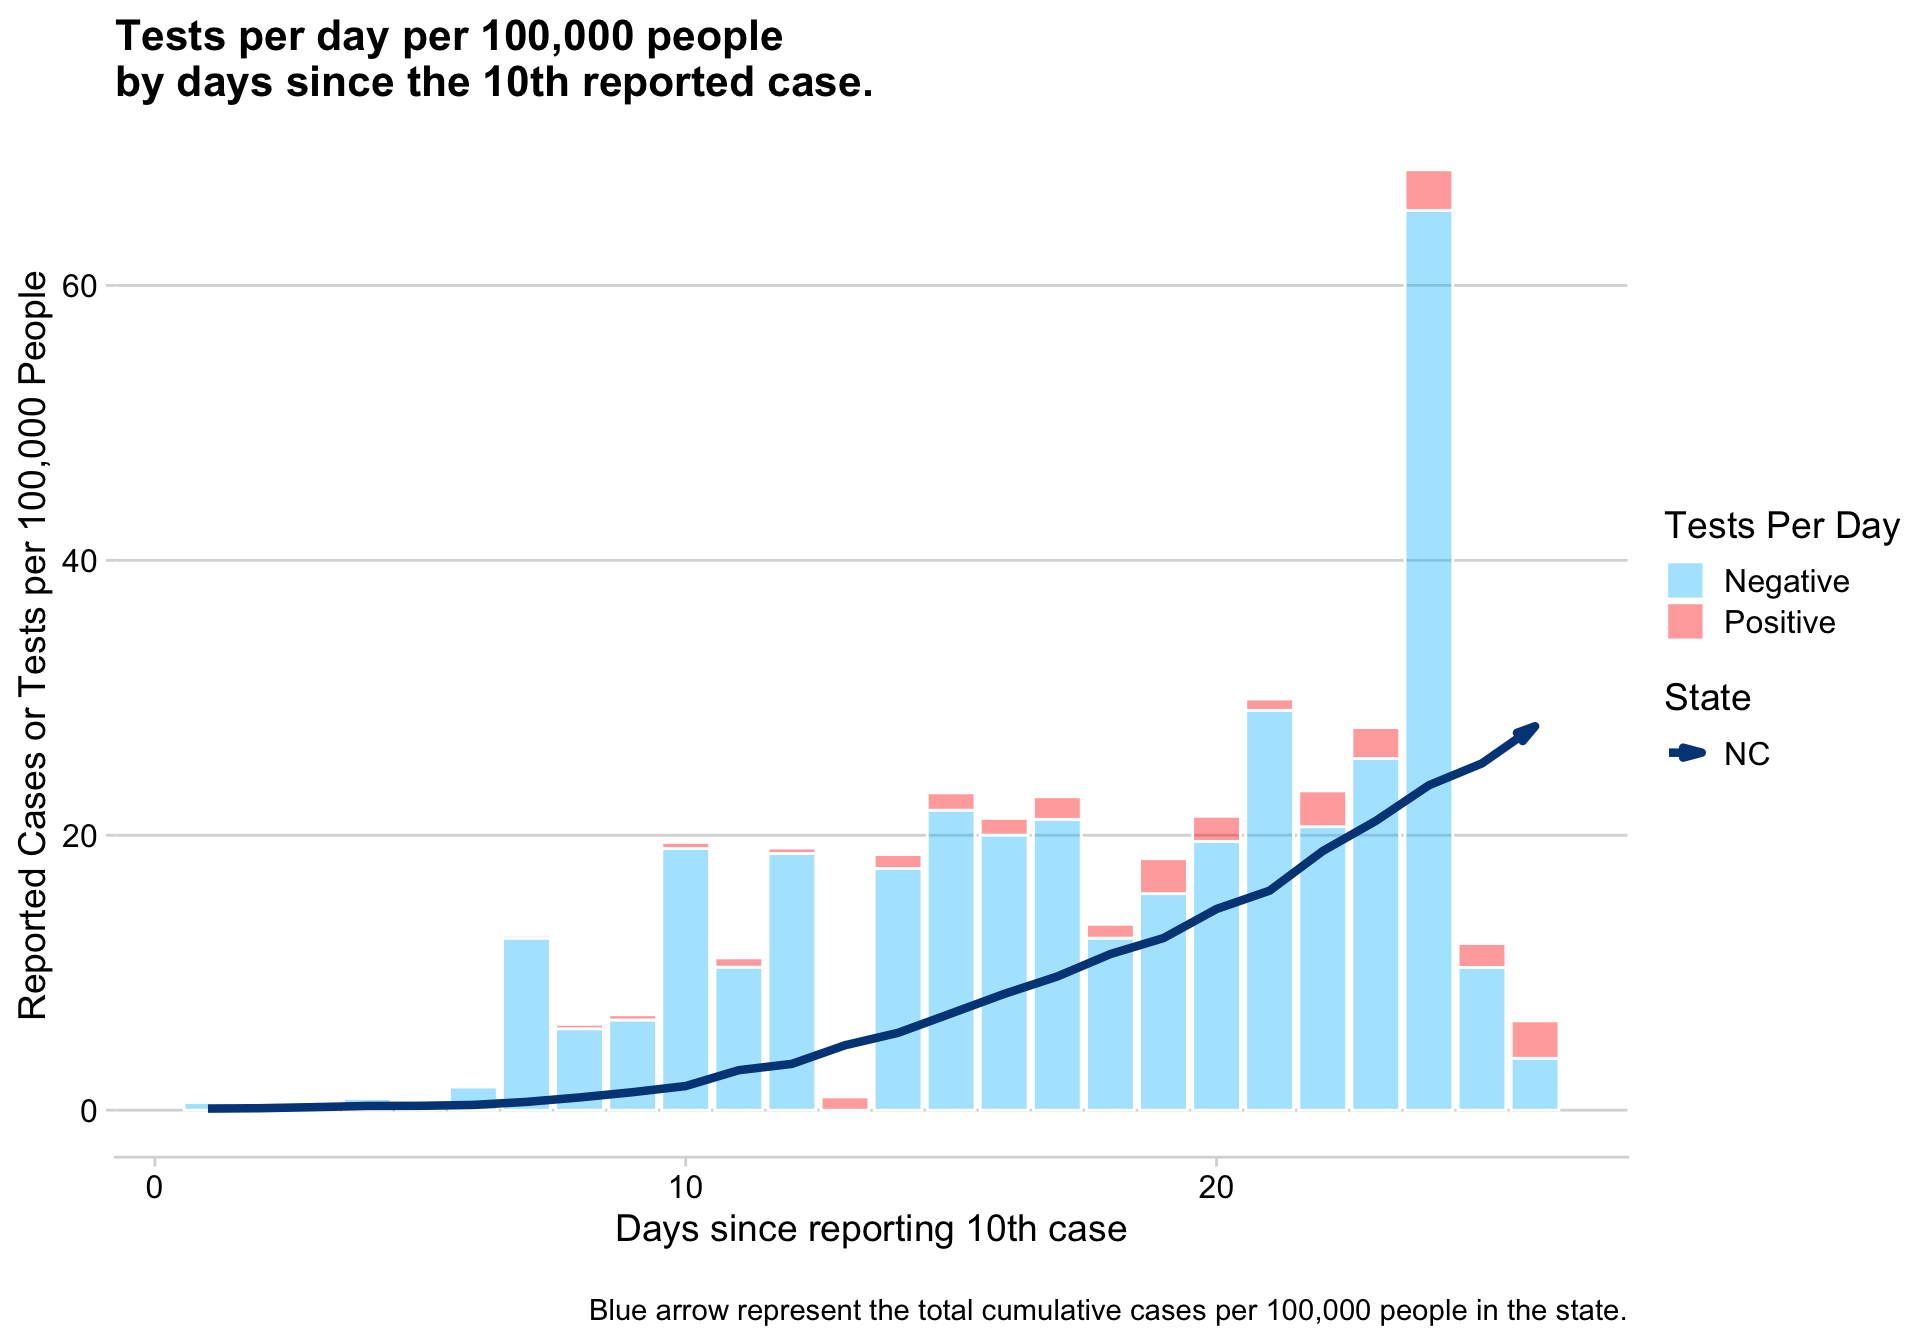 Tests per day per 100,000 people
by days since the 10th reported case.
Reported Cases or Tests per 100,000 People
60
40
20
0
0
10
20
Days since reporting 10th case
Tests Per Day
Negative
Positive
State
NC
Blue arrow represent the total cumulative cases per 100,000 people in the state.